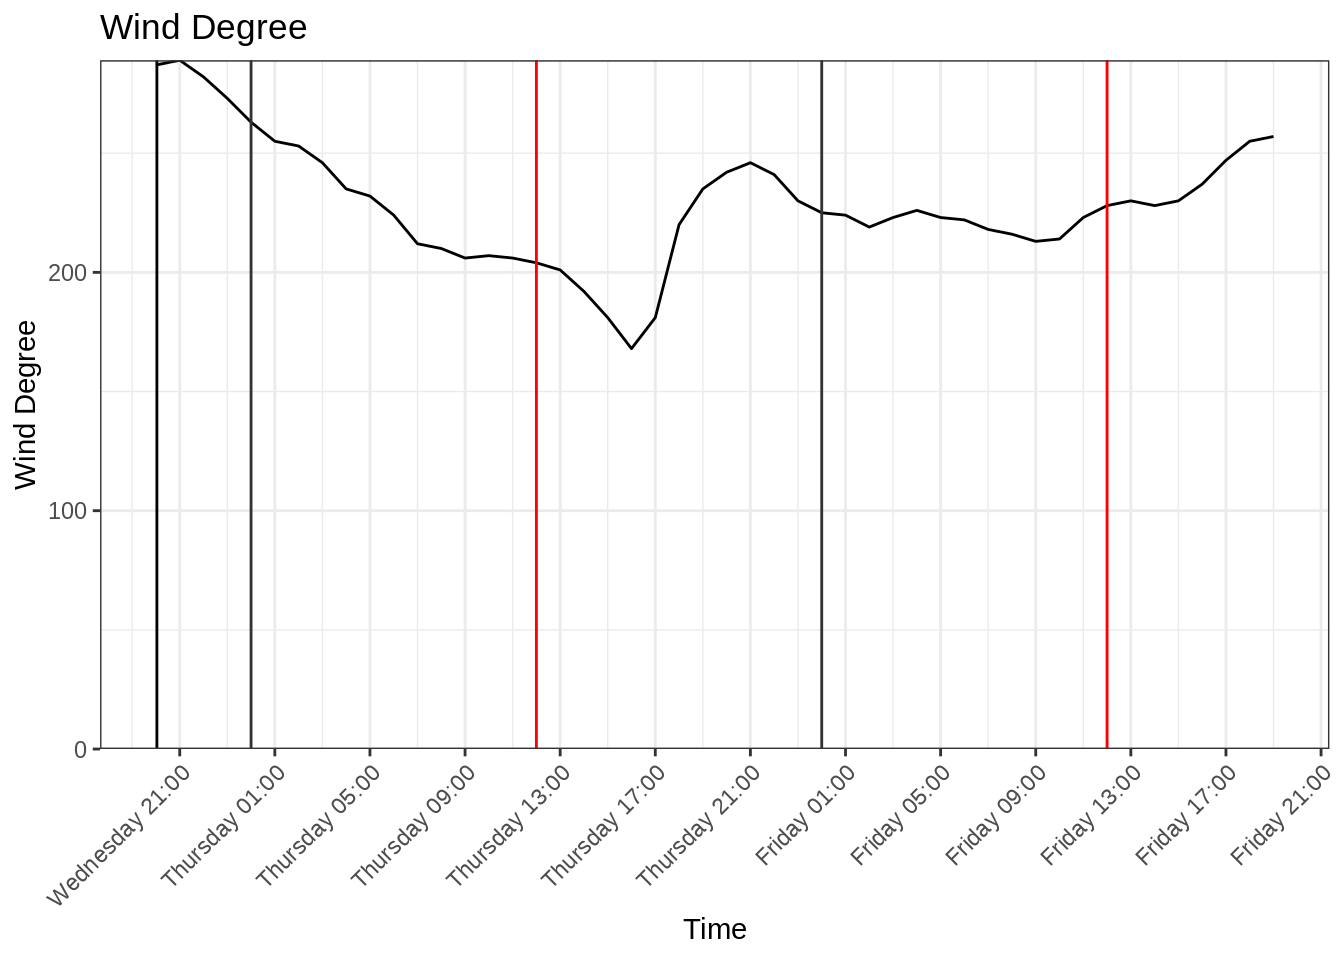 Wind Degree
Wind Degree
200
100
0
Wednesday 21:00
Thursday 01:00
Thursday 05:00
Thursday 09:00
Thursday 13:00
Thursday 17:00
Thursday 21:00
Friday 01:00
Friday 05:00
Friday 09:00
Friday 13:00
Friday 17:00
Friday 21:00
Time